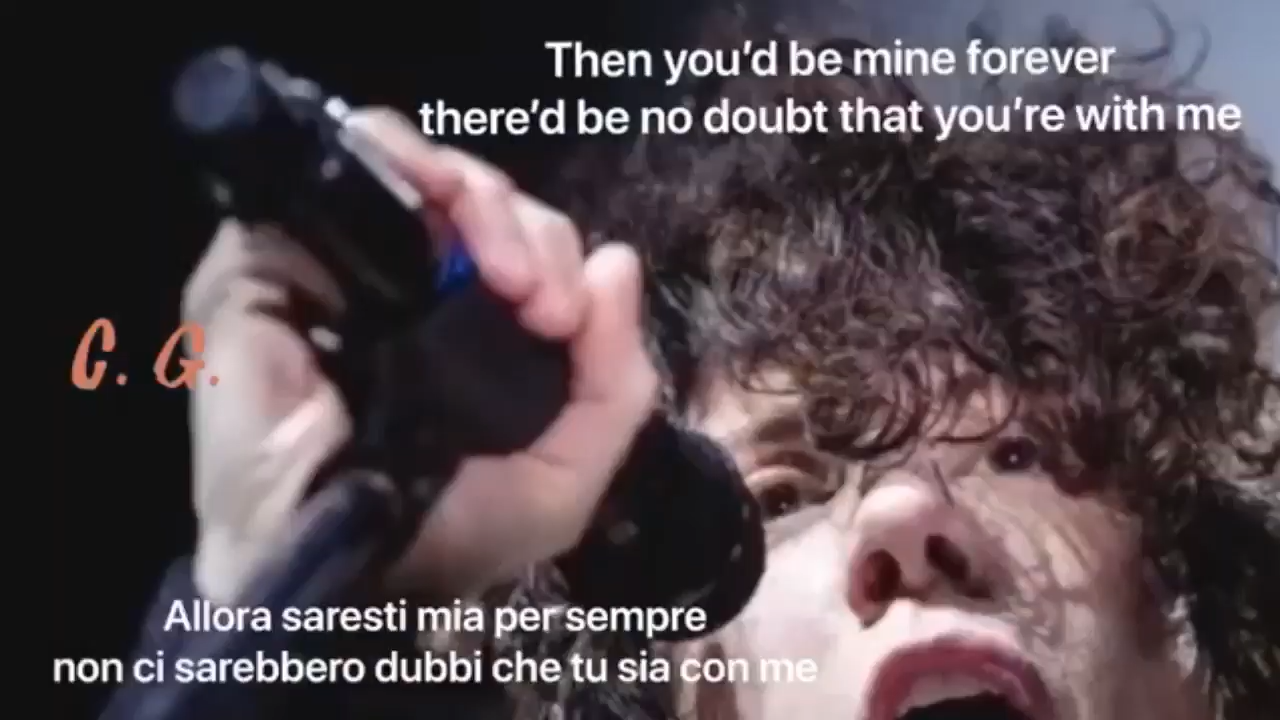 Then you’d be mine forever
there’d be no doubt that you’re with me
C. G.
Allora saresti mia per sempre
non ci sarebbero dubbi che tu sia con me